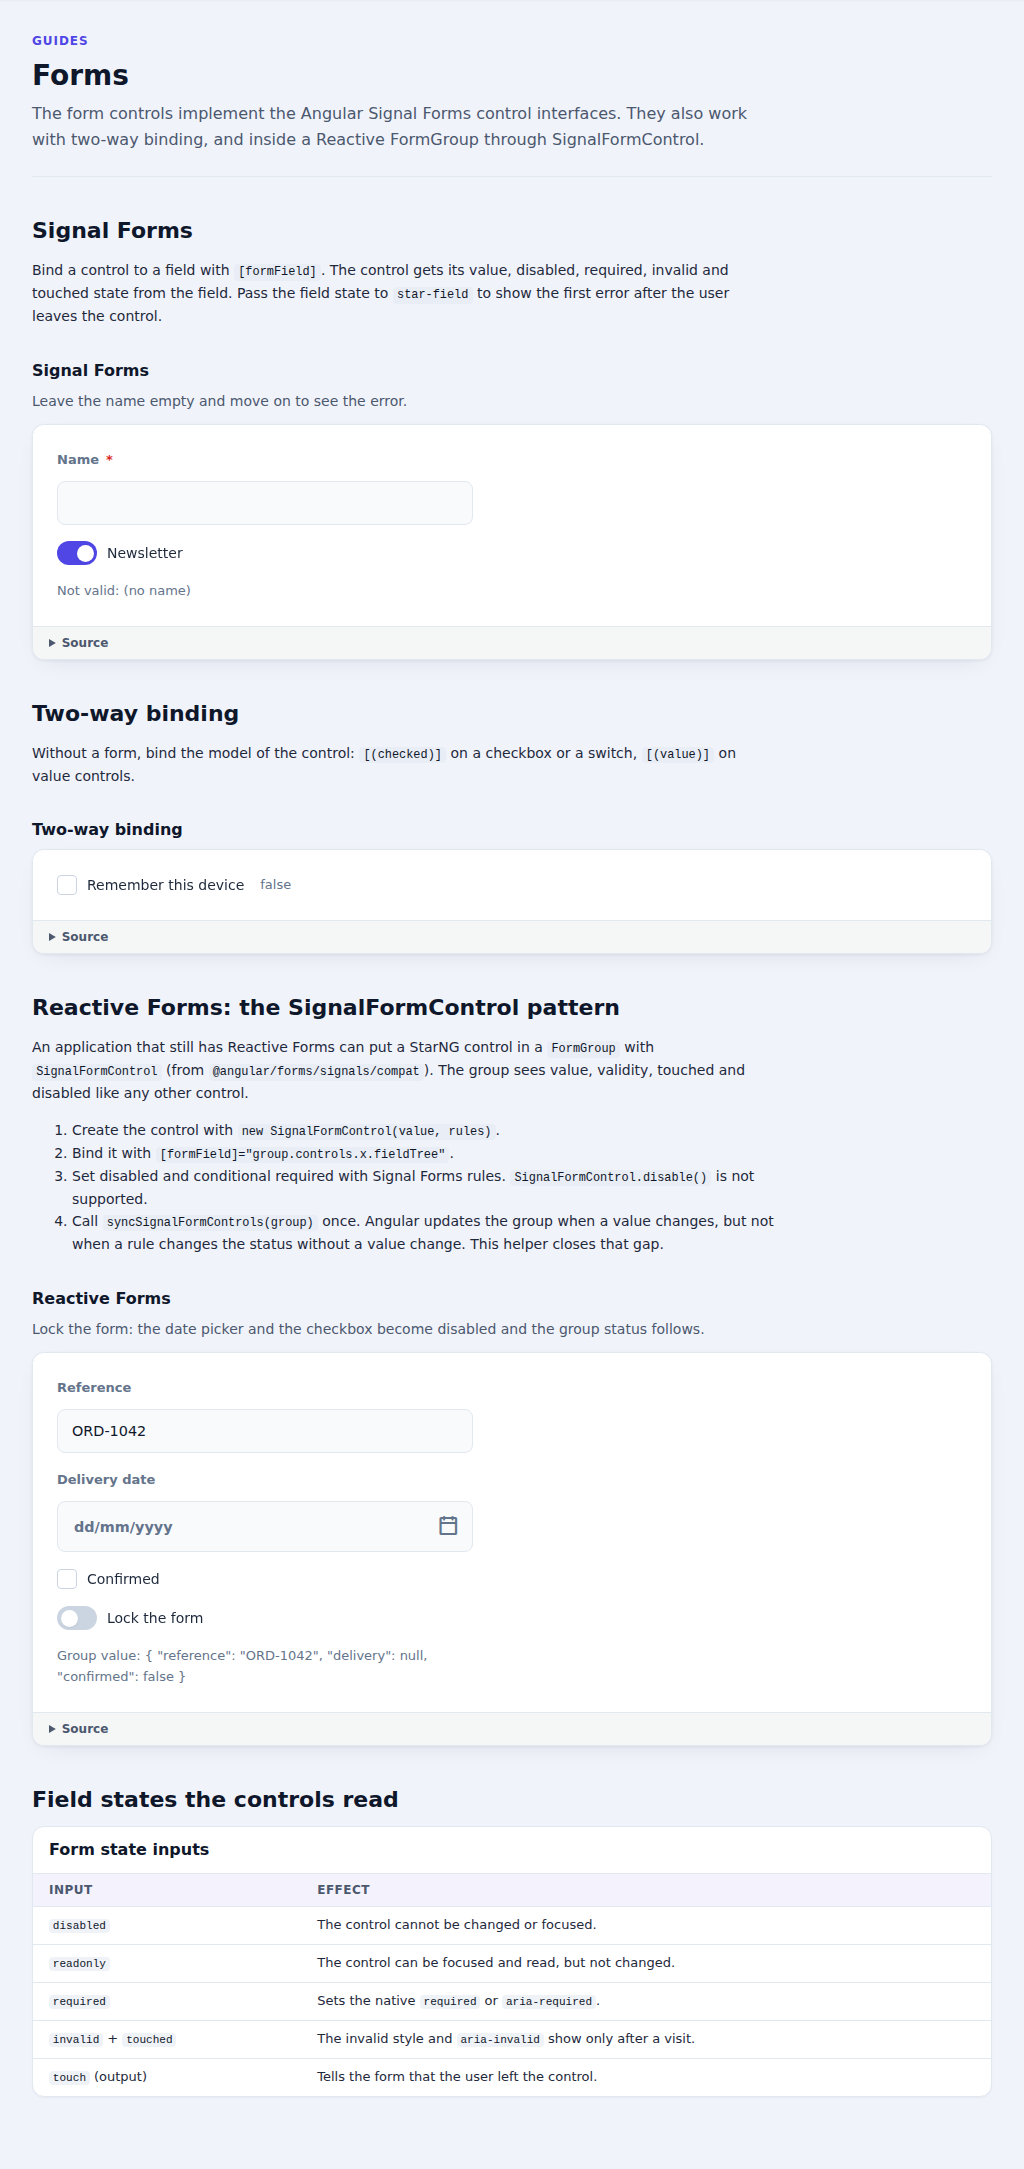 GUIDES
Forms
The form controls implement the Angular Signal Forms control interfaces. They also work
with two-way binding, and inside a Reactive FormGroup through SignalFormControl.
Signal Forms
Bind a control to a field with [formField]. The control gets its value, disabled, required, invalid and
touched state from the field. Pass the field state to star-field to show the first error after the user
leaves the control.
Signal Forms
Leave the name empty and move on to see the error.
Name *
Newsletter
Not valid: (no name)
Source
Two-way binding
Without a form, bind the model of the control: [(checked)] on a checkbox or a switch, [(value)] on
value controls.
Two-way binding
Remember this device false
Source
Reactive Forms: the SignalFormControl pattern
An application that still has Reactive Forms can put a StarNG control in a FormGroup with
SignalFormControl (from @angular/forms/signals/compat). The group sees value, validity, touched and
disabled like any other control.
1. Create the control with new SignalFormControl(value, rules).
2. Bind it with [formField]="group.controls.x.fieldTree".
3. Set disabled and conditional required with Signal Forms rules. SignalFormControl.disable() is not
supported.
4. Call syncSignalFormControls(group) once. Angular updates the group when a value changes, but not
when a rule changes the status without a value change. This helper closes that gap.
Reactive Forms
Lock the form: the date picker and the checkbox become disabled and the group status follows.
Reference
ORD-1042
Delivery date
dd/mm/yyyy
Confirmed
Lock the form
Group value: { "reference": "ORD-1042", "delivery": null,
"confirmed": false }
Source
Field states the controls read
Form state inputs
INPUT EFFECT
disabled The control cannot be changed or focused.
readonly The control can be focused and read, but not changed.
required Sets the native required or aria-required.
invalid + touched The invalid style and aria-invalid show only after a visit.
touch (output) Tells the form that the user left the control.